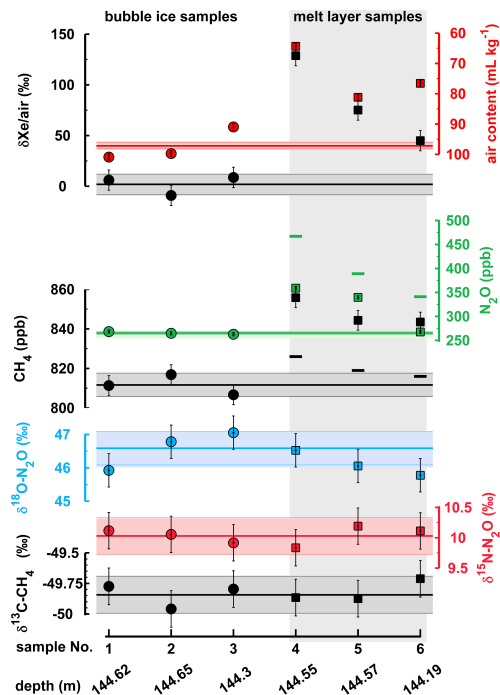 bubble ice samples
melt layer samples
150
100
50
0
δXe/air (‰)
60
70
80
90
100
air content (mL kg⁻¹)
500
450
400
350
300
250
N₂O (ppb)
860
840
820
800
CH₄ (ppb)
47
46
45
δ¹⁸O-N₂O (‰)
10.5
10
9.5
δ¹⁵N-N₂O (‰)
-49.5
-49.75
-50
δ¹³C-CH₄ (‰)
sample No. 1 2 3 4 5 6
depth (m) 144.62 144.65 144.3 144.55 144.57 144.19